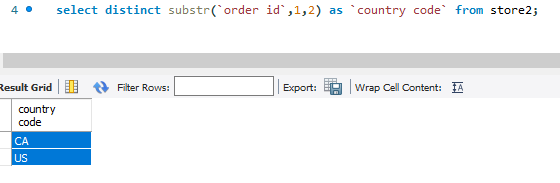 4 select distinct substr(`order id`,1,2) as `country code` from store2;
Result Grid Filter Rows: Export: Wrap Cell Content: IA
country
code
CA
US